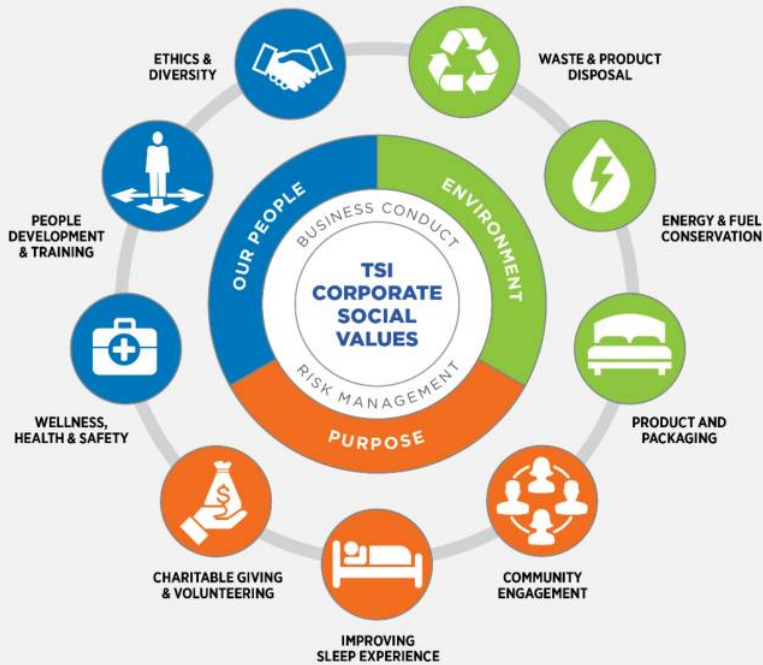 ETHICS &
DIVERSITY
WASTE & PRODUCT
DISPOSAL
PEOPLE
DEVELOPMENT
& TRAINING
ENERGY & FUEL
CONSERVATION
OUR PEOPLE
ENVIRONMENT
BUSINESS CONDUCT
TSI
CORPORATE
SOCIAL
VALUES
RISK MANAGEMENT
PURPOSE
WELLNESS,
HEALTH & SAFETY
PRODUCT AND
PACKAGING
$
CHARITABLE GIVING
& VOLUNTEERING
COMMUNITY
ENGAGEMENT
IMPROVING
SLEEP EXPERIENCE